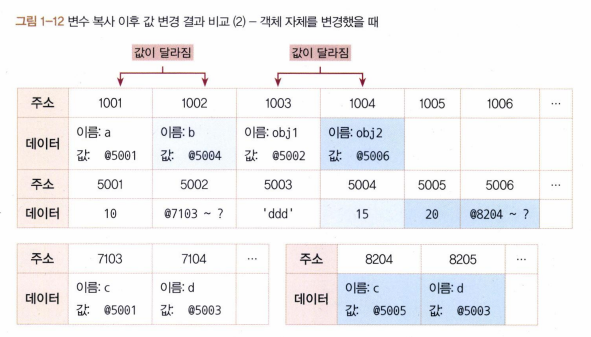 그림 1-12 변수 복사 이후 값 변경 결과 비교 (2) – 객체 자체를 변경했을 때
값이 달라짐 값이 달라짐
주소 1001 1002 1003 1004 1005 1006 ...
데이터 이름: a 이름: b 이름: obj1 이름: obj2
값: @5001 값: @5004 값: @5002 값: @5006
주소 5001 5002 5003 5004 5005 5006 ...
데이터 10 @7103 ~ ? 'ddd' 15 20 @8204 ~ ?
주소 7103 7104 ...
데이터 이름: c 이름: d
값: @5001 값: @5003
주소 8204 8205 ...
데이터 이름: c 이름: d
값: @5005 값: @5003